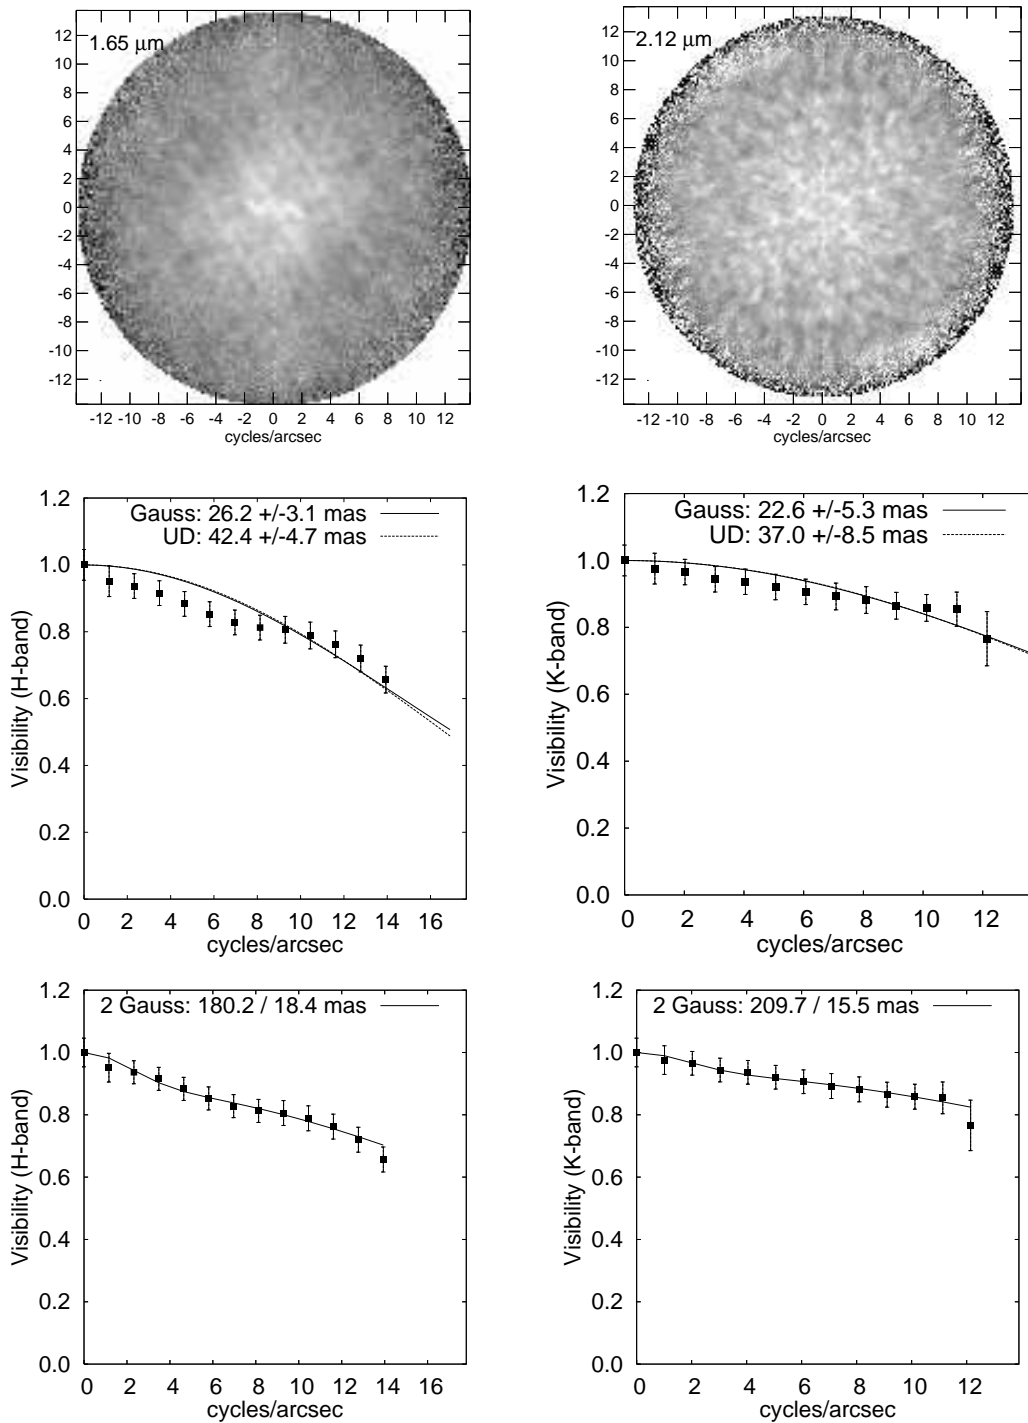 1.65 μm
12
10
8
6
4
2
0
-2
-4
-6
-8
-10
-12
-12 -10 -8 -6 -4 -2 0 2 4 6 8 10 12
cycles/arcsec
2.12 μm
12
10
8
6
4
2
0
-2
-4
-6
-8
-10
-12
-12 -10 -8 -6 -4 -2 0 2 4 6 8 10 12
cycles/arcsec
Gauss: 26.2 +/-3.1 mas
UD: 42.4 +/-4.7 mas
Visibility (H-band)
1.2
1.0
0.8
0.6
0.4
0.2
0.0
0 2 4 6 8 10 12 14 16
cycles/arcsec
Gauss: 22.6 +/-5.3 mas
UD: 37.0 +/-8.5 mas
Visibility (K-band)
1.2
1.0
0.8
0.6
0.4
0.2
0.0
0 2 4 6 8 10 12
cycles/arcsec
2 Gauss: 180.2 / 18.4 mas
Visibility (H-band)
1.2
1.0
0.8
0.6
0.4
0.2
0.0
0 2 4 6 8 10 12 14 16
cycles/arcsec
2 Gauss: 209.7 / 15.5 mas
Visibility (K-band)
1.2
1.0
0.8
0.6
0.4
0.2
0.0
0 2 4 6 8 10 12
cycles/arcsec